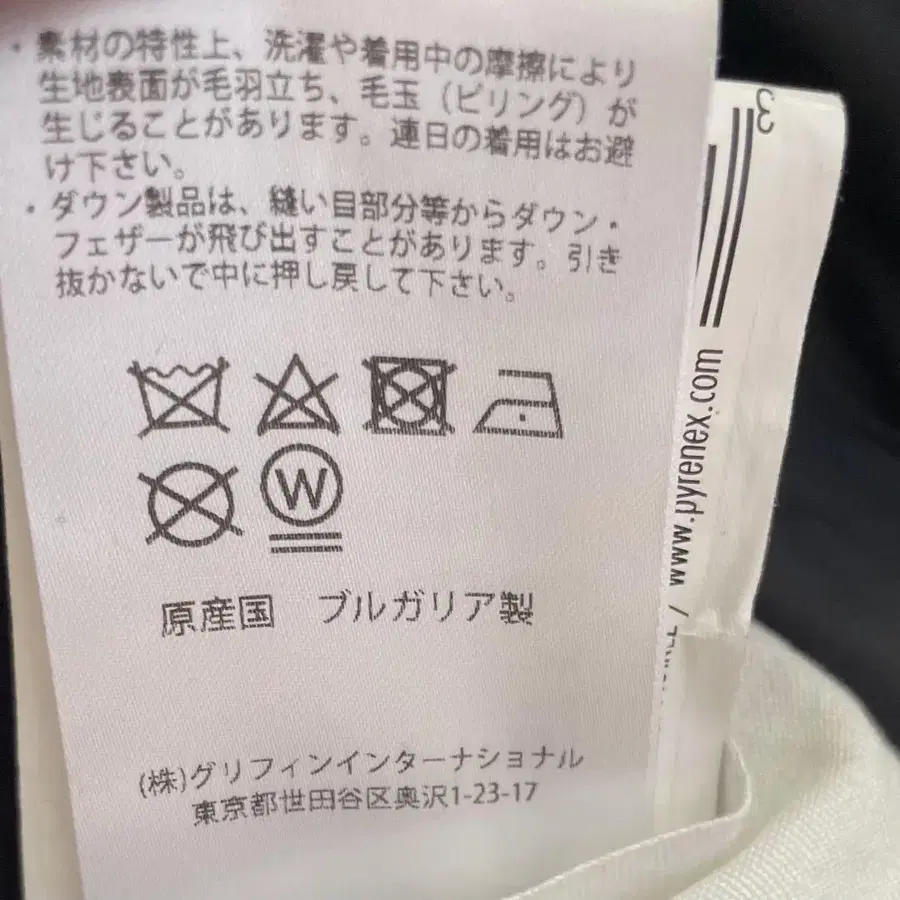 ・素材の特性上、洗濯や着用中の摩擦により
生地表面が毛羽立ち、毛玉（ピリング）が
生じることがあります。連日の着用はお避
け下さい。
・ダウン製品は、縫い目部分等からダウン・
フェザーが飛び出すことがあります。引き
抜かないで中に押し戻して下さい。
W
原産国　ブルガリア製
(株)グリフィンインターナショナル
東京都世田谷区奥沢1-23-17
3
/ www.pyrenex.com